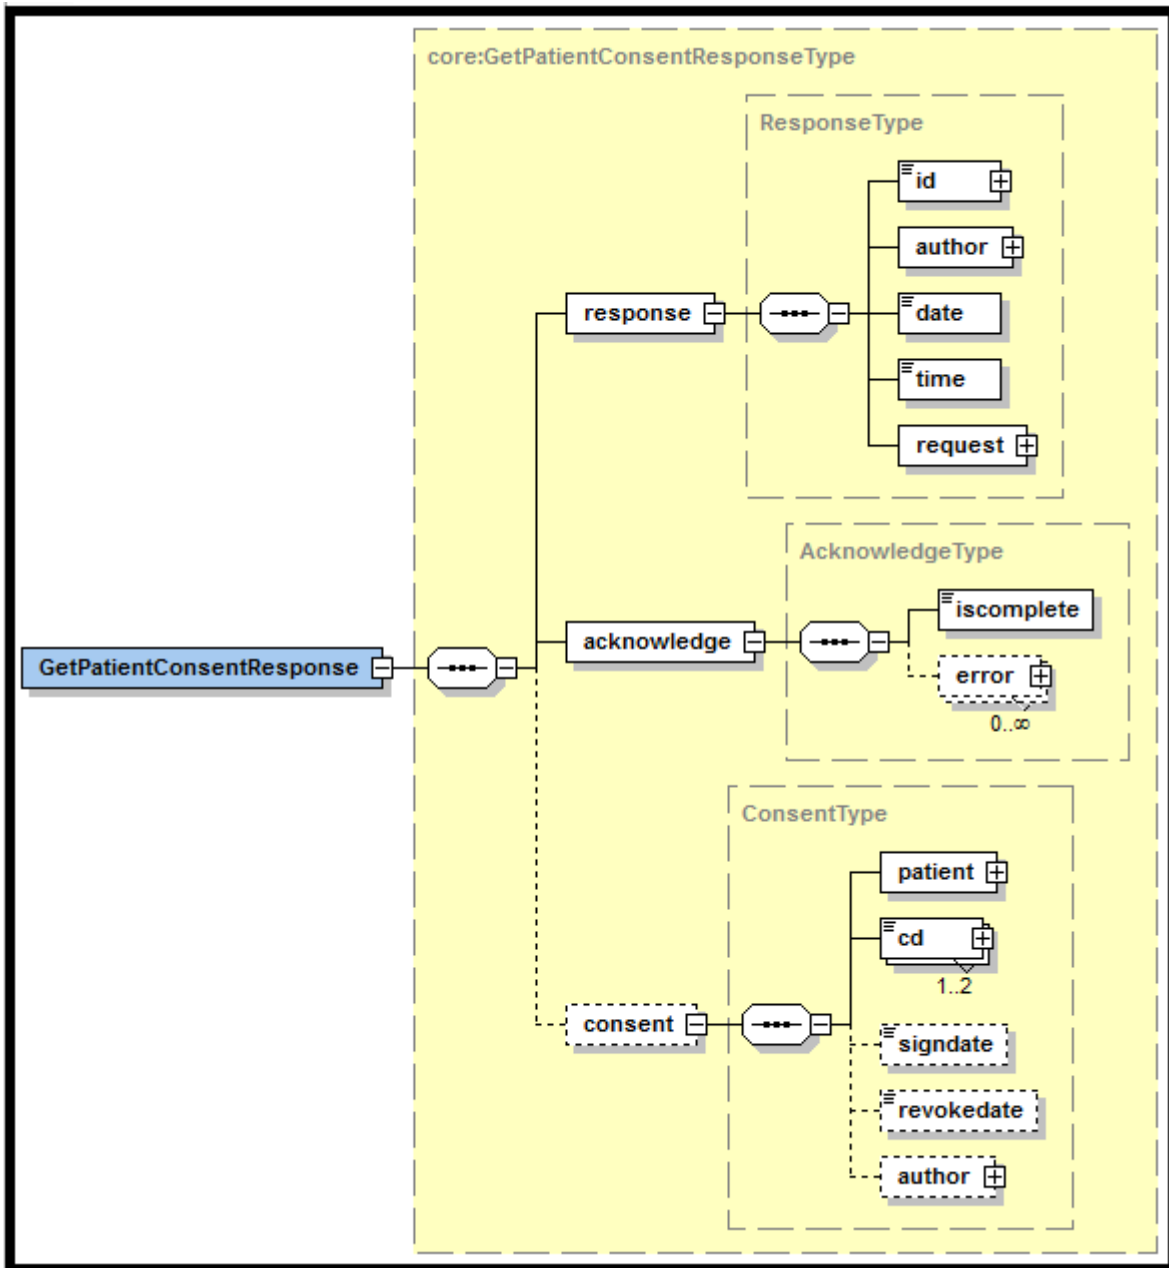 core:GetPatientConsentResponseType
ResponseType
id
author
response
date
time
request
AcknowledgeType
iscomplete
acknowledge
GetPatientConsentResponse
error
0..∞
ConsentType
patient
cd
1..2
consent
signdate
revokedate
author